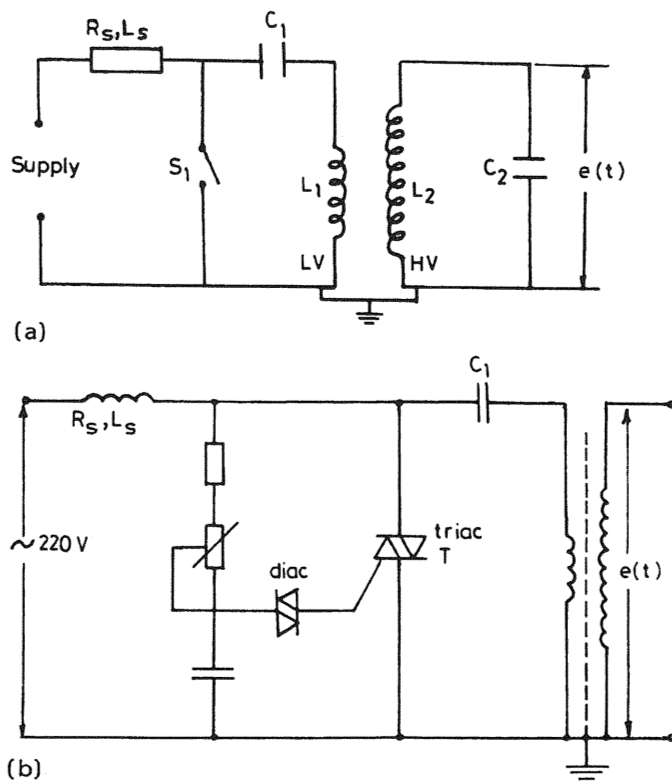 R_S, L_S
C_1
Supply
S_1
L_1
L_2
C_2
e(t)
LV
HV
(a)
C_1
R_S, L_S
~ 220 V
diac
triac
T
e(t)
(b)